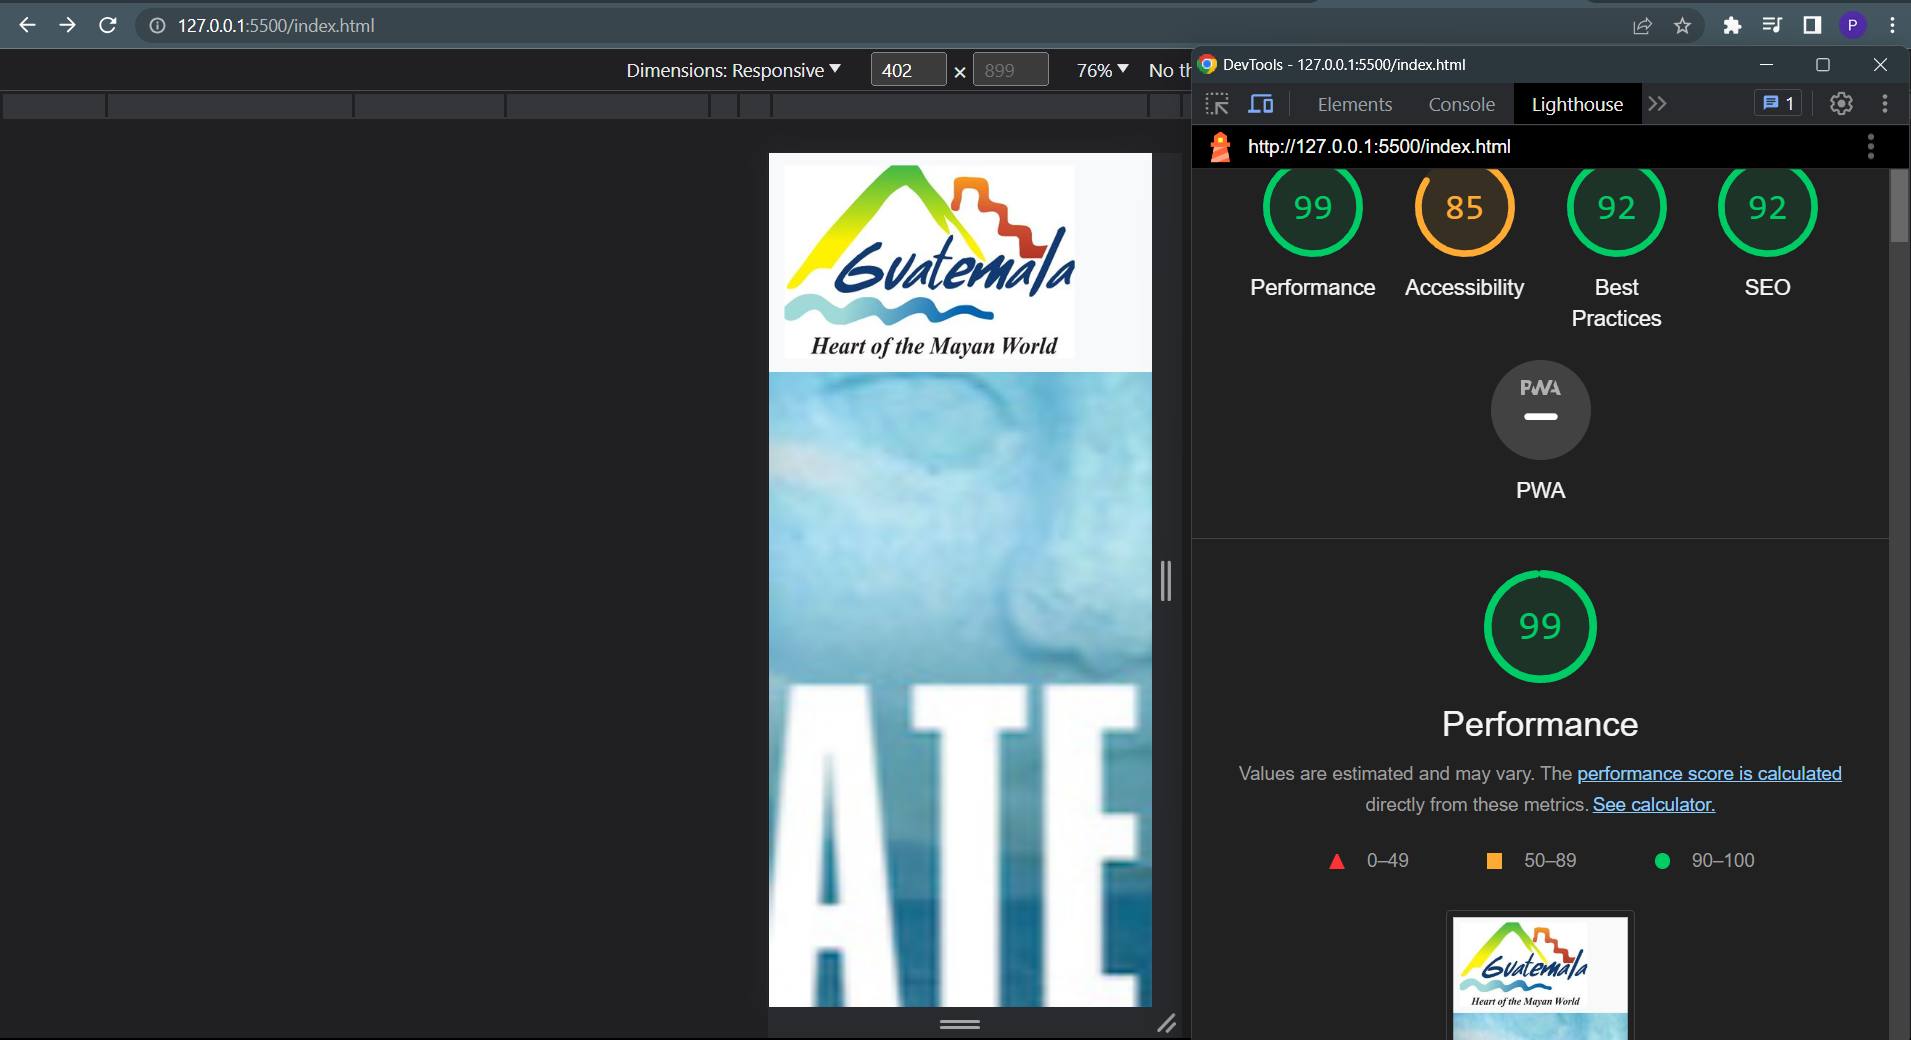 127.0.0.1:5500/index.html
P
Dimensions: Responsive
402 × 899
76%
No th
DevTools - 127.0.0.1:5500/index.html
Elements Console Lighthouse 1
http://127.0.0.1:5500/index.html
Guatemala
Heart of the Mayan World
ATE
99 85 92 92
Performance Accessibility Best Practices SEO
PWA
PWA
99
Performance
Values are estimated and may vary. The performance score is calculated
directly from these metrics. See calculator.
0–49 50–89 90–100
Guatemala
Heart of the Mayan World